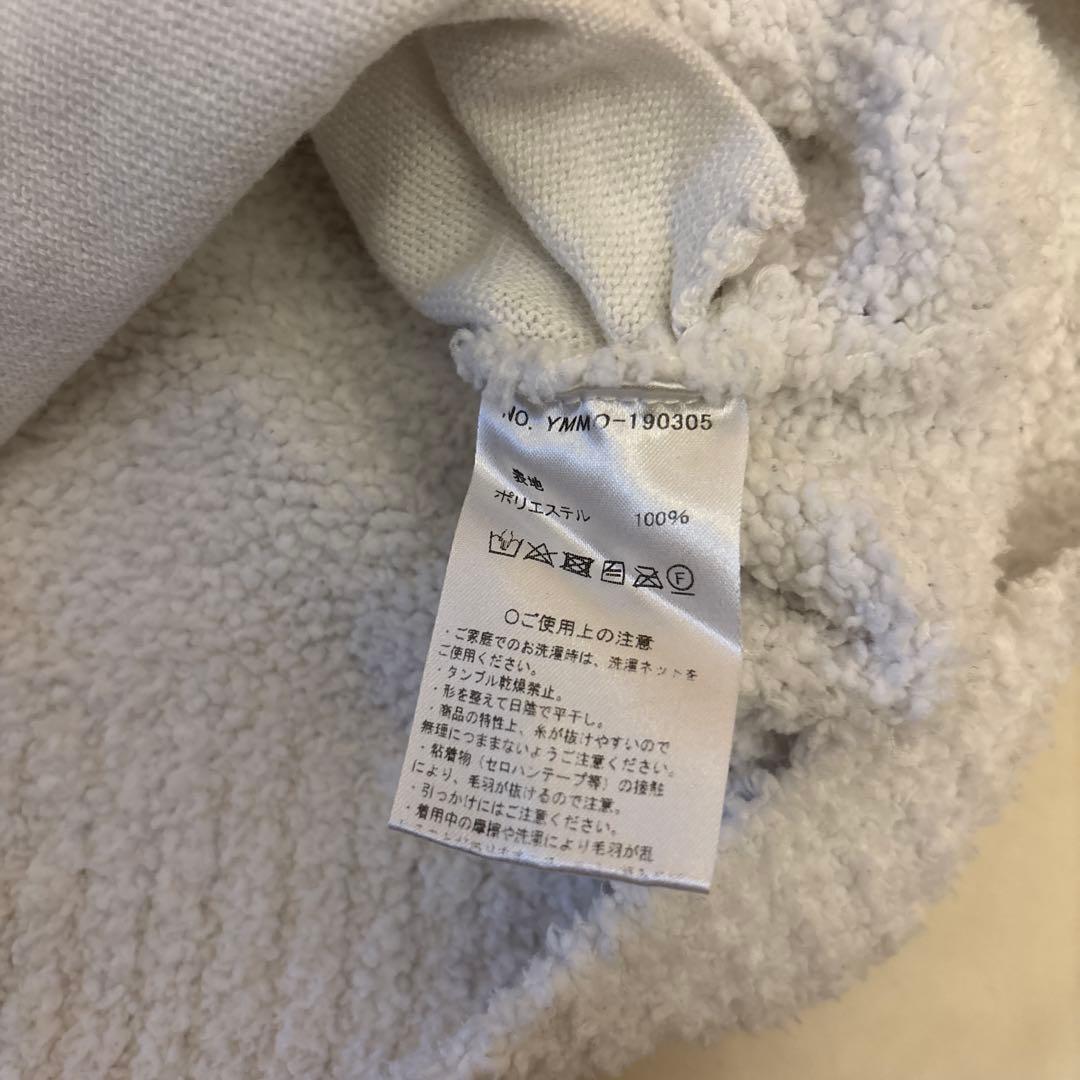 NO. YMMO-190305
表地
ポリエステル 100%
F
○ご使用上の注意
・ご家庭でのお洗濯時は、洗濯ネットを
ご使用ください。
・タンブル乾燥禁止。
・形を整えて日陰で平干し。
・商品の特性上、糸が抜けやすいので
無理につままないようご注意ください。
・粘着物（セロハンテープ等）の接触
により、毛羽が抜けるので注意。
・引っかけにはご注意ください。
・着用中の摩擦や洗濯により毛羽が乱